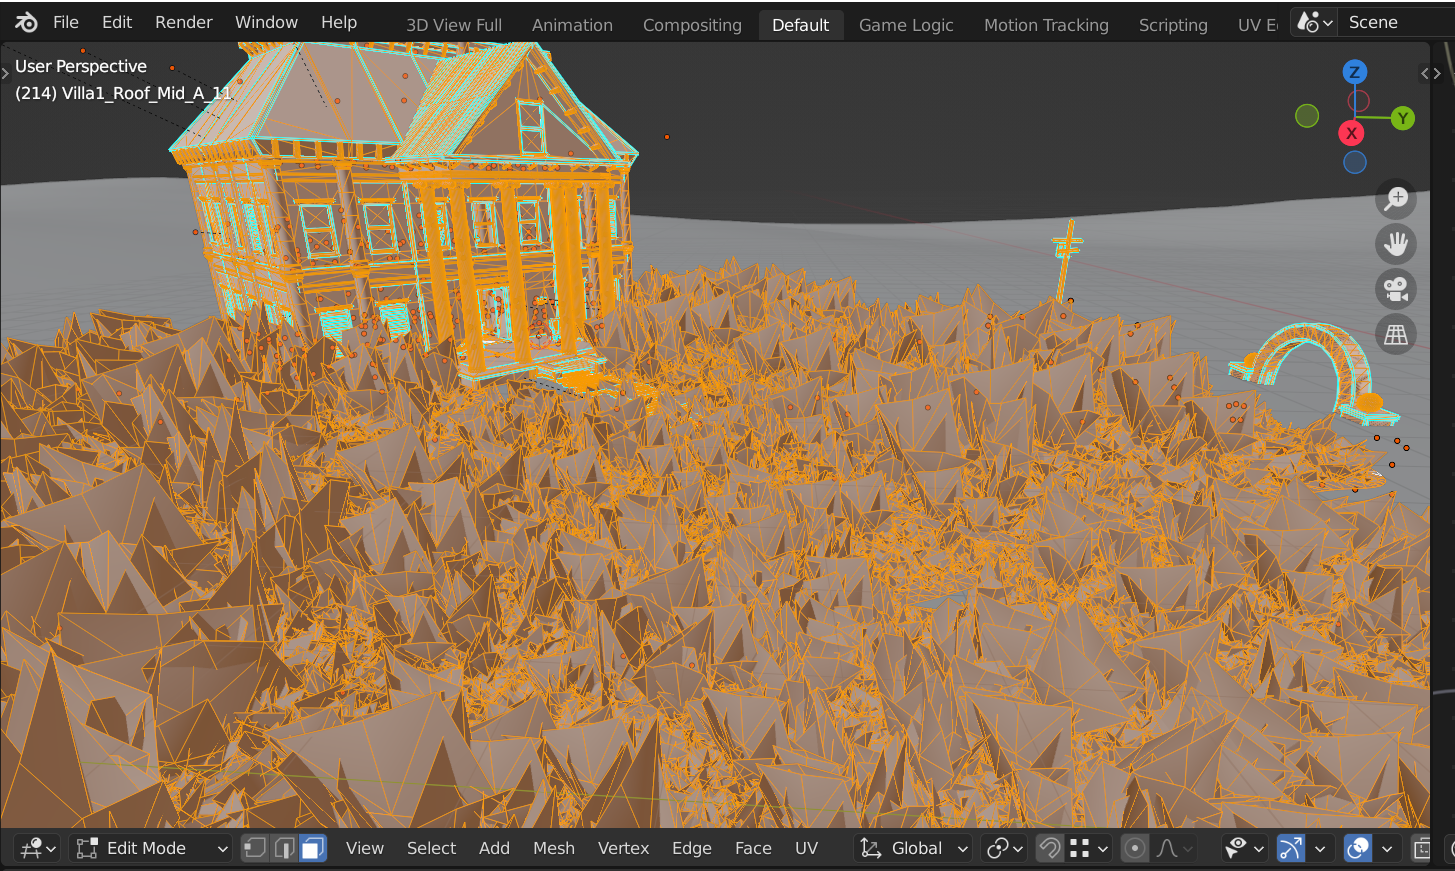 File Edit Render Window Help 3D View Full Animation Compositing Default Game Logic Motion Tracking Scripting UV E Scene
User Perspective
(214) Villa1_Roof_Mid_A_11
Z
Y
X
Edit Mode View Select Add Mesh Vertex Edge Face UV Global